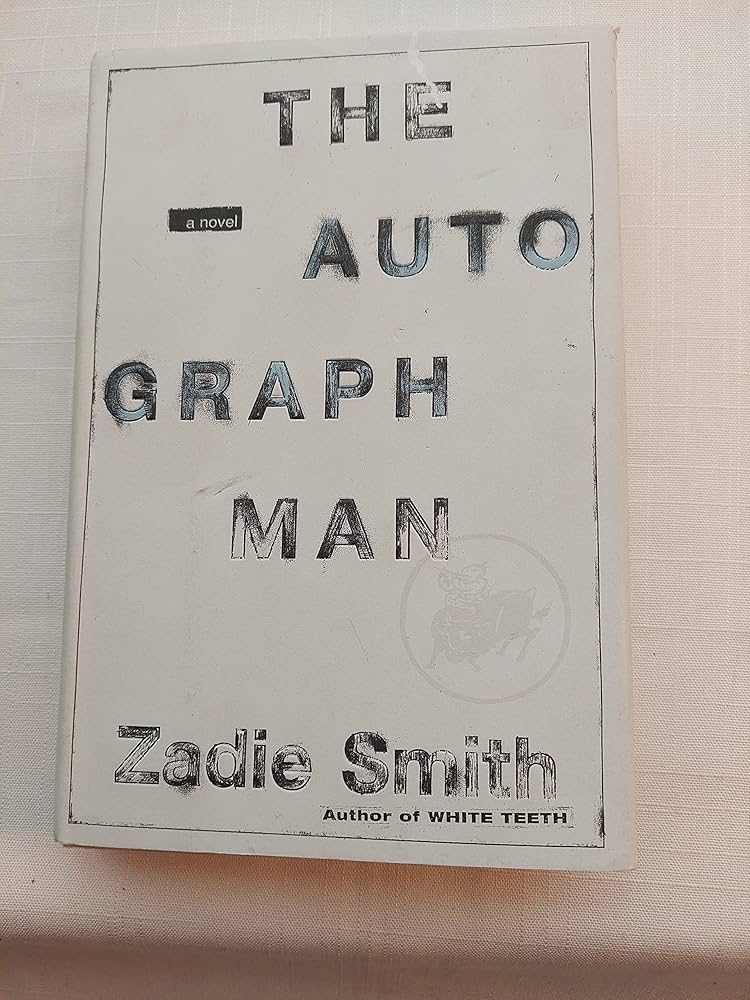 THE
a novel
AUTO
GRAPH
MAN
Zadie Smith
Author of WHITE TEETH